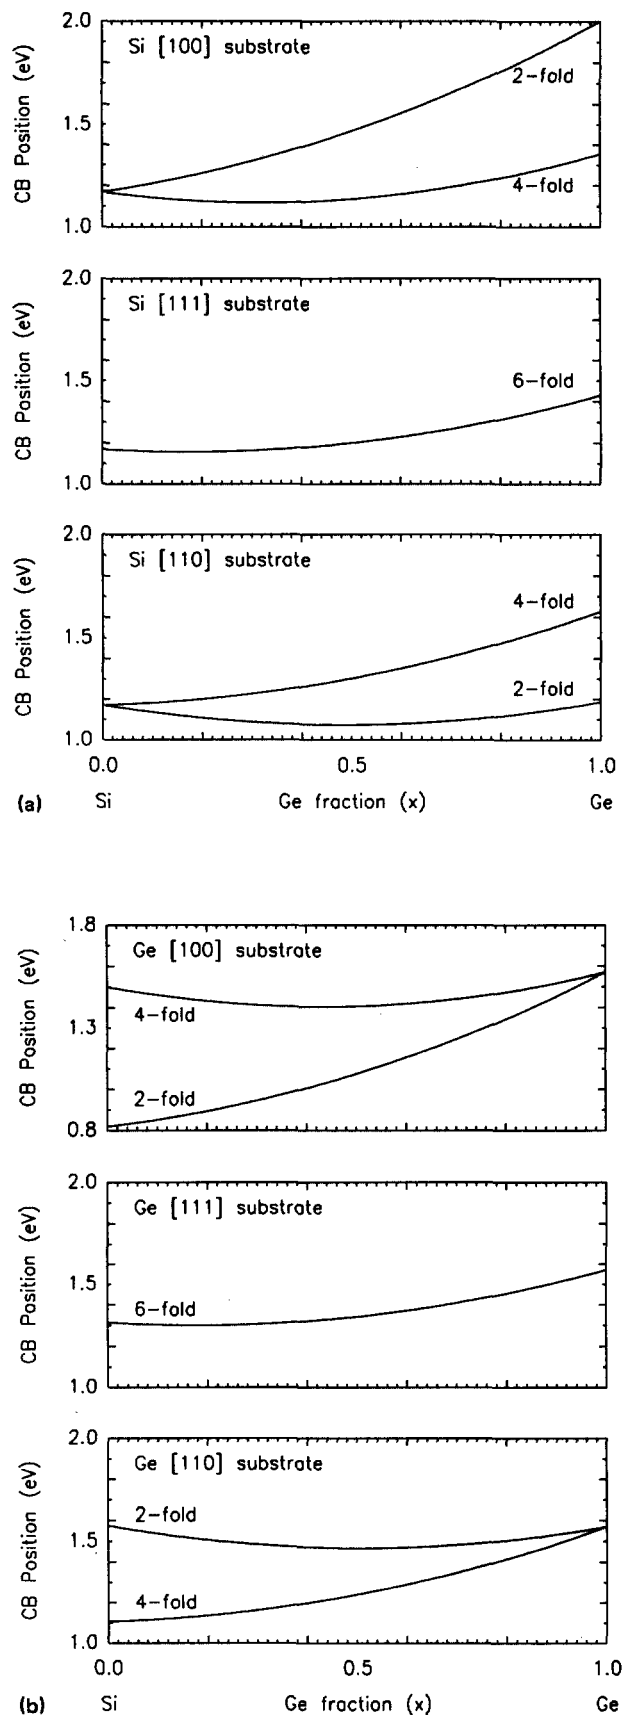 2.0
Si [100] substrate
2-fold
CB Position (eV)
1.5
4-fold
1.0
2.0
Si [111] substrate
CB Position (eV)
6-fold
1.5
1.0
2.0
Si [110] substrate
4-fold
CB Position (eV)
1.5
2-fold
1.0
0.0 0.5 1.0
(a) Si Ge fraction (x) Ge
1.8
Ge [100] substrate
CB Position (eV)
4-fold
1.3
2-fold
0.8
2.0
Ge [111] substrate
CB Position (eV)
1.5
6-fold
1.0
2.0
Ge [110] substrate
2-fold
CB Position (eV)
1.5
4-fold
1.0
0.0 0.5 1.0
(b) Si Ge fraction (x) Ge